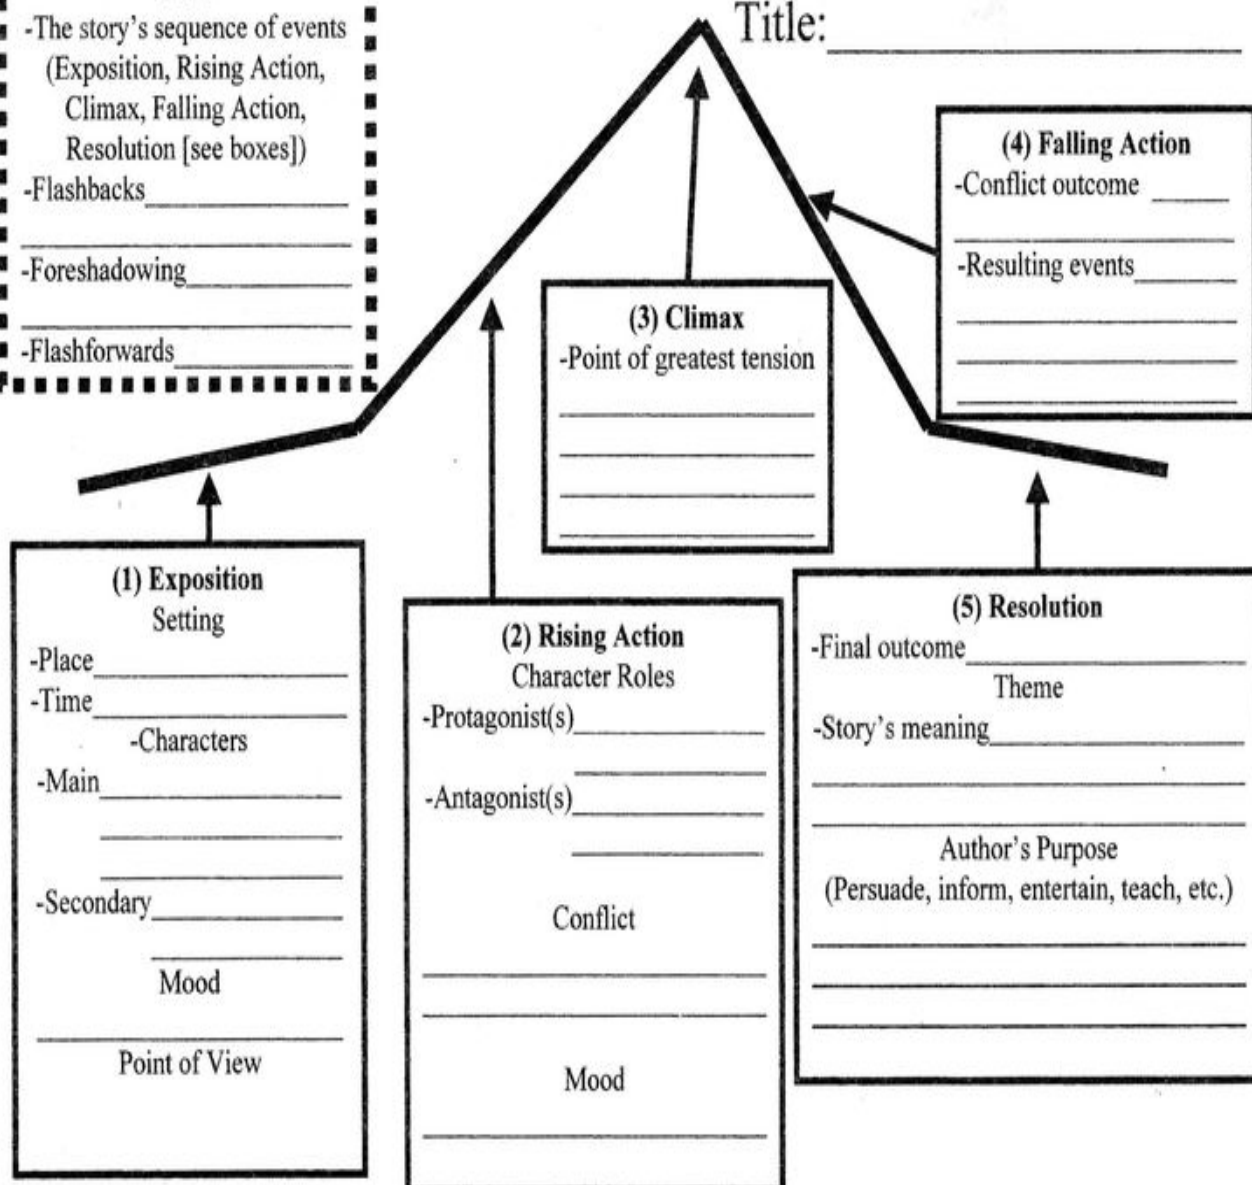 -The story's sequence of events
(Exposition, Rising Action,
Climax, Falling Action,
Resolution [see boxes])
-Flashbacks
-Foreshadowing
-Flashforwards
Title:
(4) Falling Action
-Conflict outcome
-Resulting events
(3) Climax
-Point of greatest tension
(1) Exposition
Setting
-Place
-Time
-Characters
-Main
-Secondary
Mood
Point of View
(2) Rising Action
Character Roles
-Protagonist(s)
-Antagonist(s)
Conflict
Mood
(5) Resolution
-Final outcome
Theme
-Story's meaning
Author's Purpose
(Persuade, inform, entertain, teach, etc.)